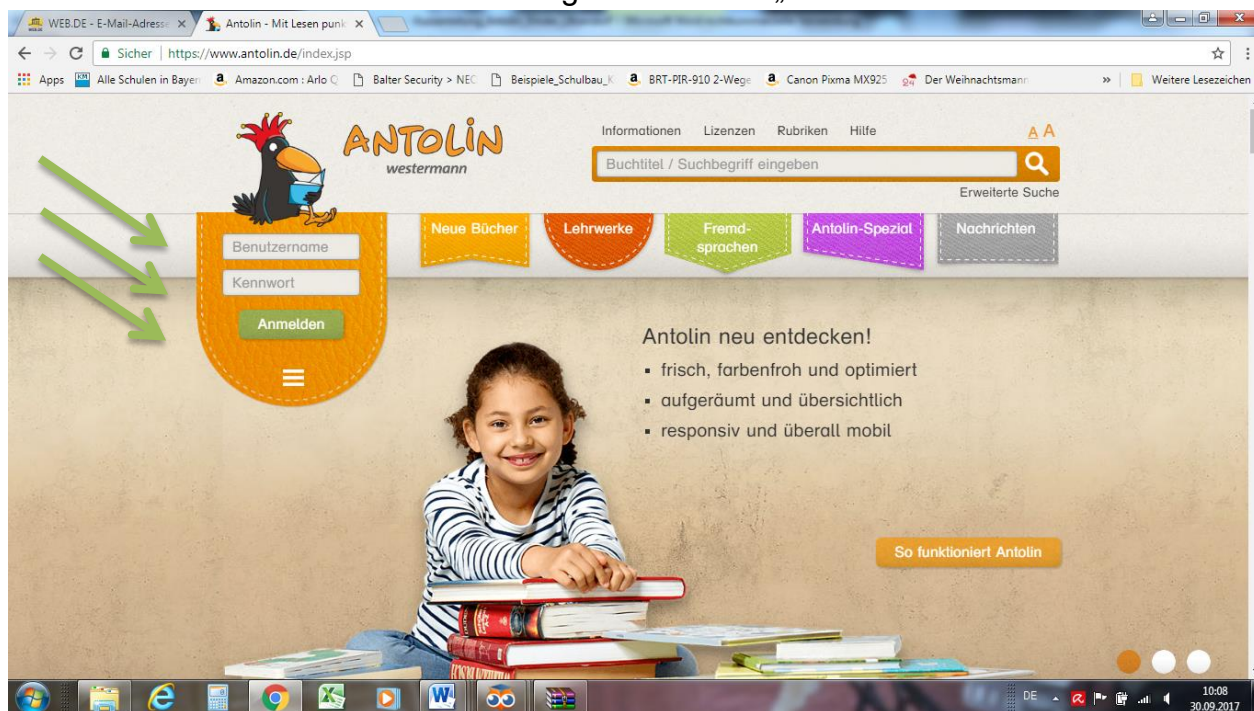 WEB.DE - E-Mail-Adresse
Antolin - Mit Lesen punk
Sicher | https://www.antolin.de/index.jsp
Apps
Alle Schulen in Bayer
Amazon.com : Arlo Q
Balter Security > NEO
Beispiele_Schulbau_K
BRT-PIR-910 2-Wege
Canon Pixma MX925
Der Weihnachtsmann
»
Weitere Lesezeichen
ANTOLIN
westermann
Informationen Lizenzen Rubriken Hilfe
A A
Buchtitel / Suchbegriff eingeben
Erweiterte Suche
Benutzername
Kennwort
Anmelden
Neue Bücher
Lehrwerke
Fremd-
sprachen
Antolin-Spezial
Nachrichten
Antolin neu entdecken!
▪ frisch, farbenfroh und optimiert
▪ aufgeräumt und übersichtlich
▪ responsiv und überall mobil
So funktioniert Antolin
DE
10:08
30.09.2017